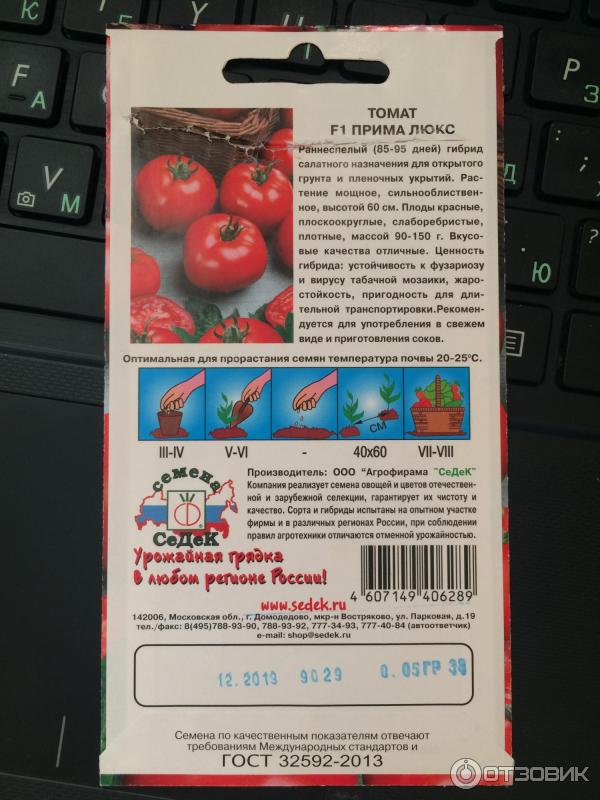 ТОМАТ
F1 ПРИМА ЛЮКС
Раннеспелый (85-95 дней) гибрид
салатного назначения для открытого
грунта и пленочных укрытий. Рас-
тение мощное, сильнооблиствен-
ное, высотой 60 см. Плоды красные,
плоскоокруглые, слаборебристые,
плотные, массой 90-150 г. Вкусо-
вые качества отличные. Ценность
гибрида: устойчивость к фузариозу
и вирусу табачной мозаики, жаро-
стойкость, пригодность для дли-
тельной транспортировки.Рекомен-
дуется для употребления в свежем
виде и приготовления соков.
Оптимальная для прорастания семян температура почвы 20-25°С.
СМ
III-IV V-VI - 40х60 VII-VIII
семена
СеДеК
Урожайная грядка
в любом регионе России!
Производитель: ООО "Агрофирама "СеДеК"
Компания реализует семена овощей и цветов отечествен-
ной и зарубежной селекции, гарантирует их чистоту и
качество. Сорта и гибриды испытаны на опытном участке
фирмы и в различных регионах России, при соблюдении
правил агротехники отличаются отменной урожайностью.
4 607149 406289
www.sedek.ru
142006, Московская обл., г. Домодедово, мкр-н Востряково, ул. Парковая, д.19
тел./факс: 8(495)788-93-90, 788-93-92, 777-34-93, 777-40-84 (автоответчик)
e-mail: shop@sedek.ru
12.2013 9029 0.05ГР 38
Семена по качественным показателям отвечают
требованиям Международных стандартов и
ГОСТ 32592-2013
К
Е
Н
F
А
V
М
Р
З
Д
Ю
ОТЗОВИК